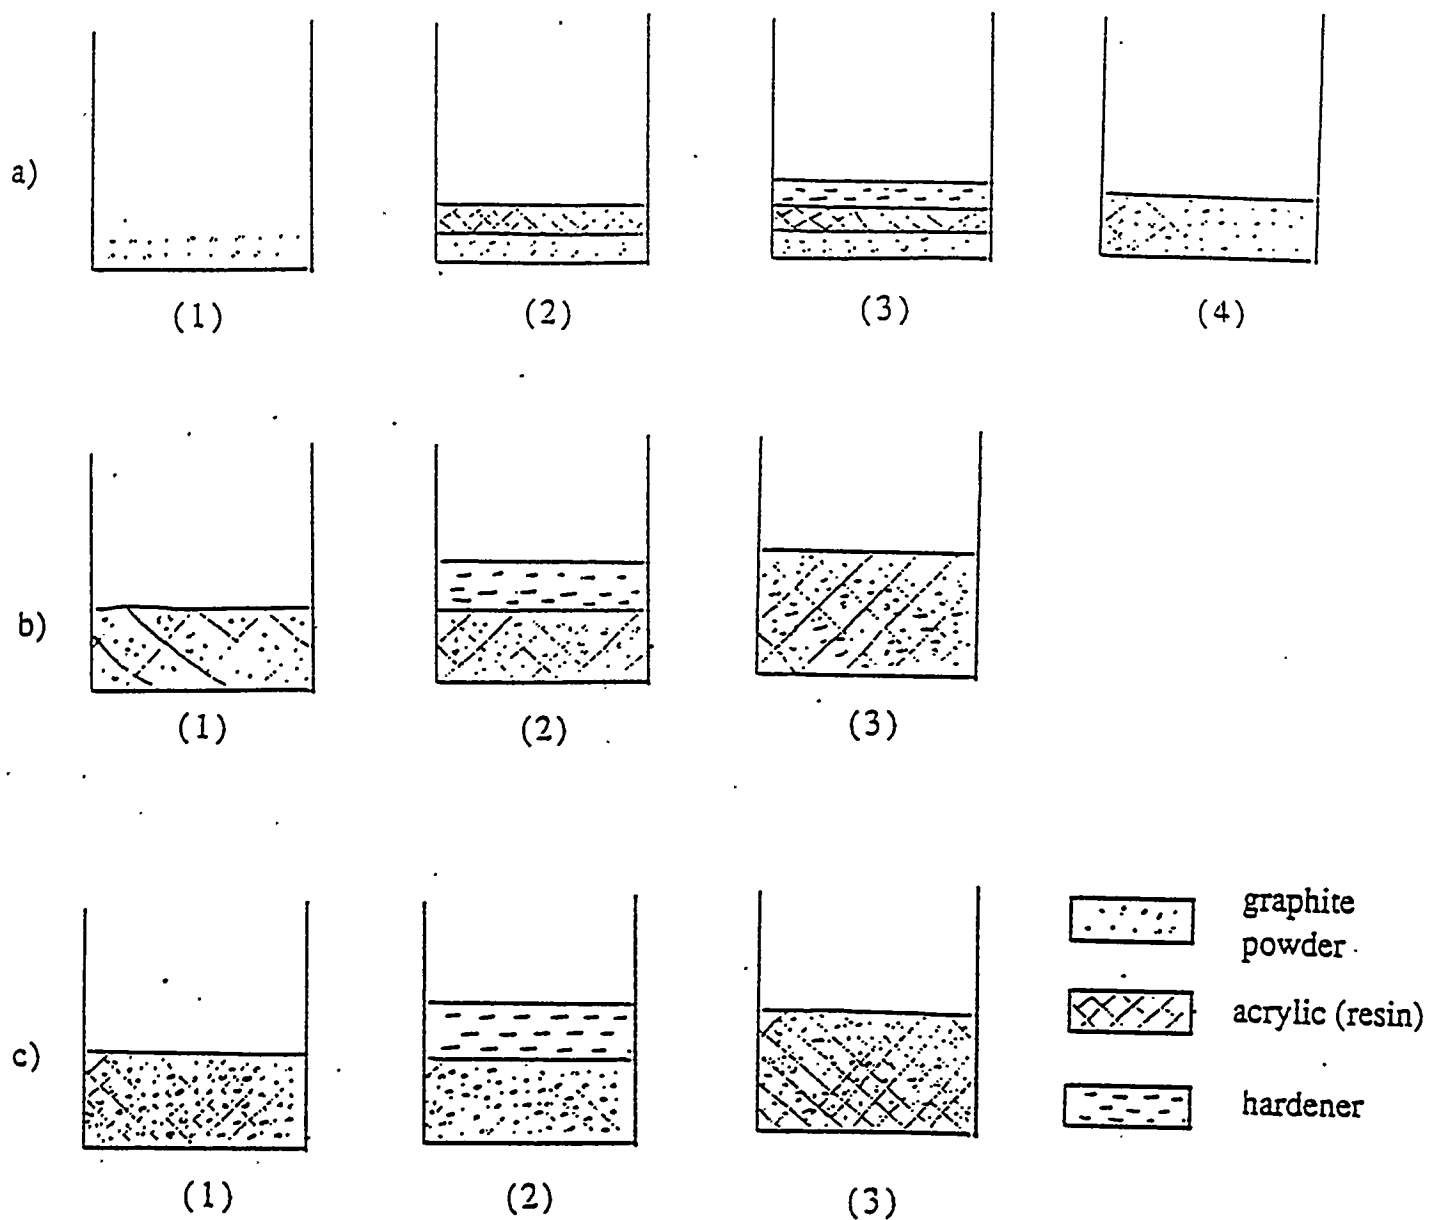 a)
(1) (2) (3) (4)
b)
(1) (2) (3)
c)
(1) (2) (3)
graphite
powder
acrylic (resin)
hardener